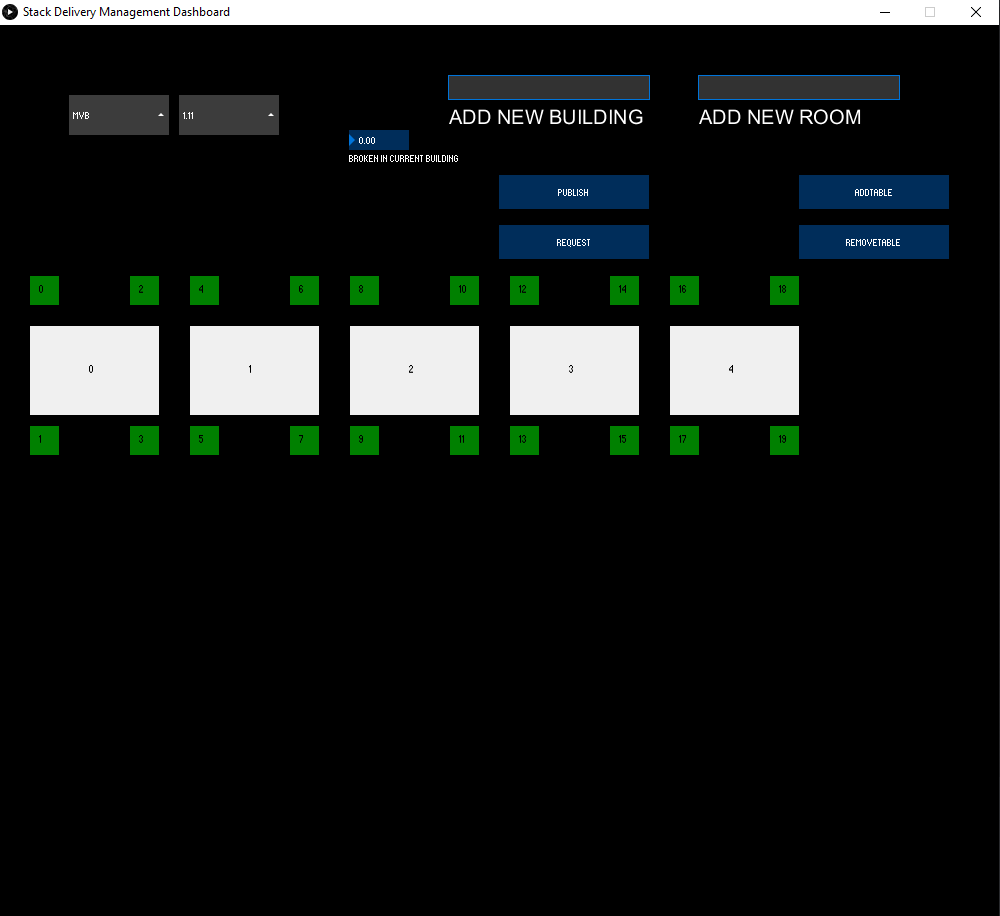 Stack Delivery Management Dashboard
MVB
1.11
ADD NEW BUILDING
ADD NEW ROOM
0.00
BROKEN IN CURRENT BUILDING
PUBLISH
ADDTABLE
REQUEST
REMOVETABLE
0 2 4 6 8 10 12 14 16 18
0 1 2 3 4
1 3 5 7 9 11 13 15 17 19